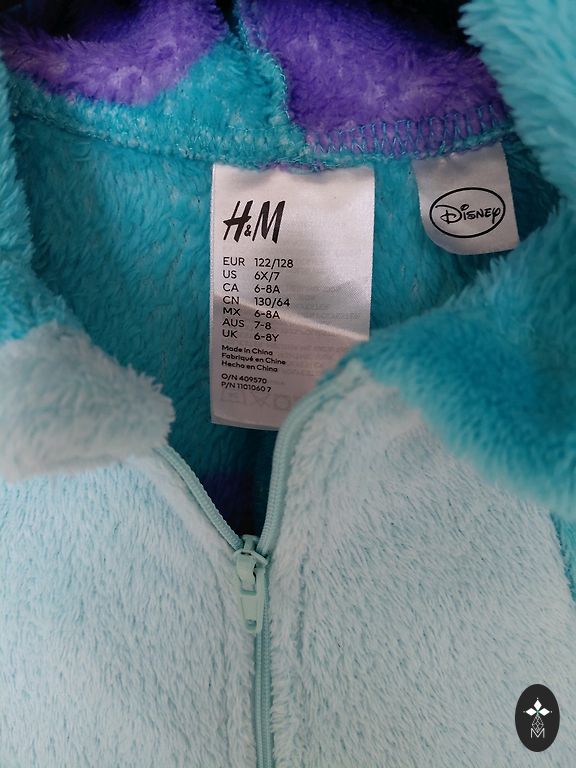 H&M
DISNEY
EUR 122/128
US 6X/7
CA 6-8A
CN 130/64
MX 6-8A
AUS 7-8
UK 6-8Y
Made in China
Fabriqué en Chine
Hecho en China
O/N 409570
P/N 1101060 7
M